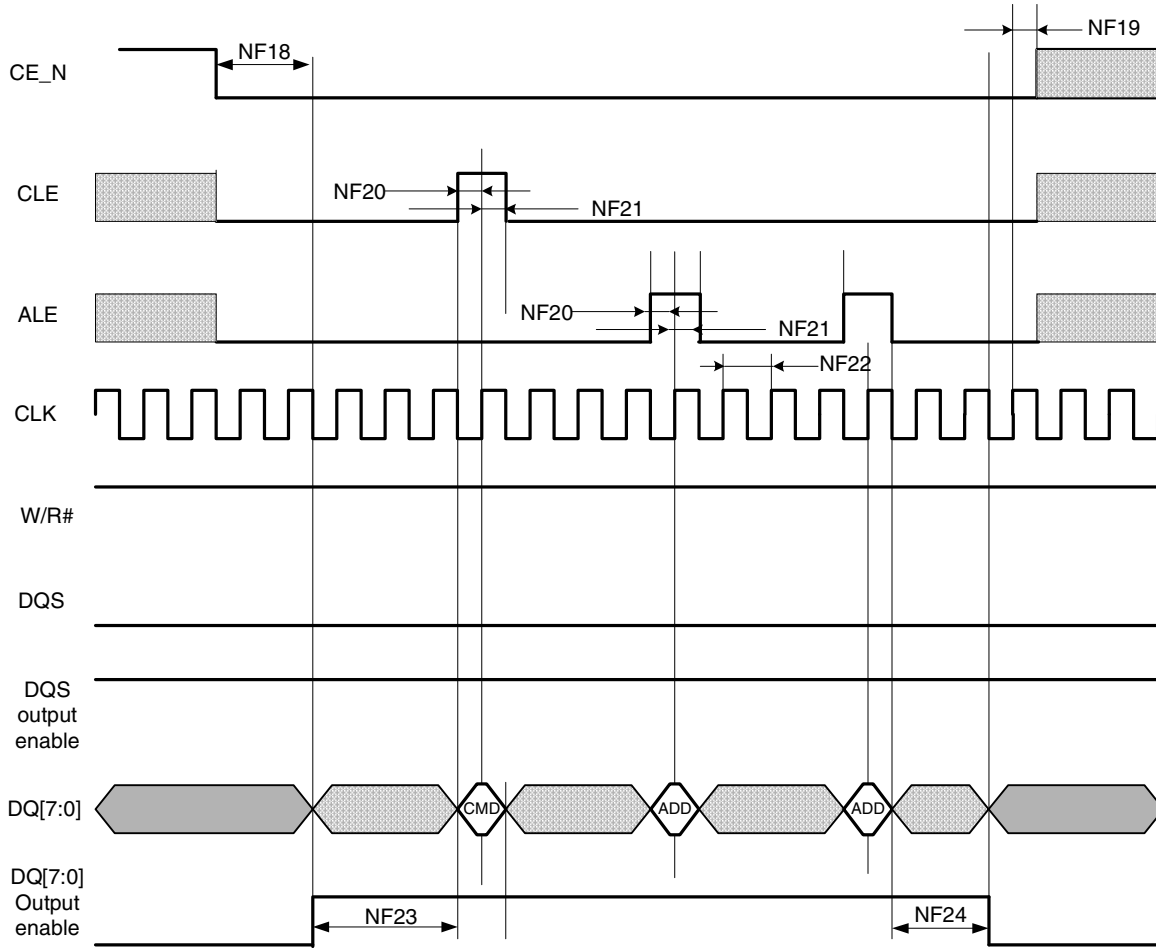 NF19
NF18
CE_N
CLE
NF20
NF21
ALE
NF20
NF21
NF22
CLK
W/R#
DQS
DQS
output
enable
DQ[7:0]
CMD
ADD
ADD
DQ[7:0]
Output
enable
NF23
NF24